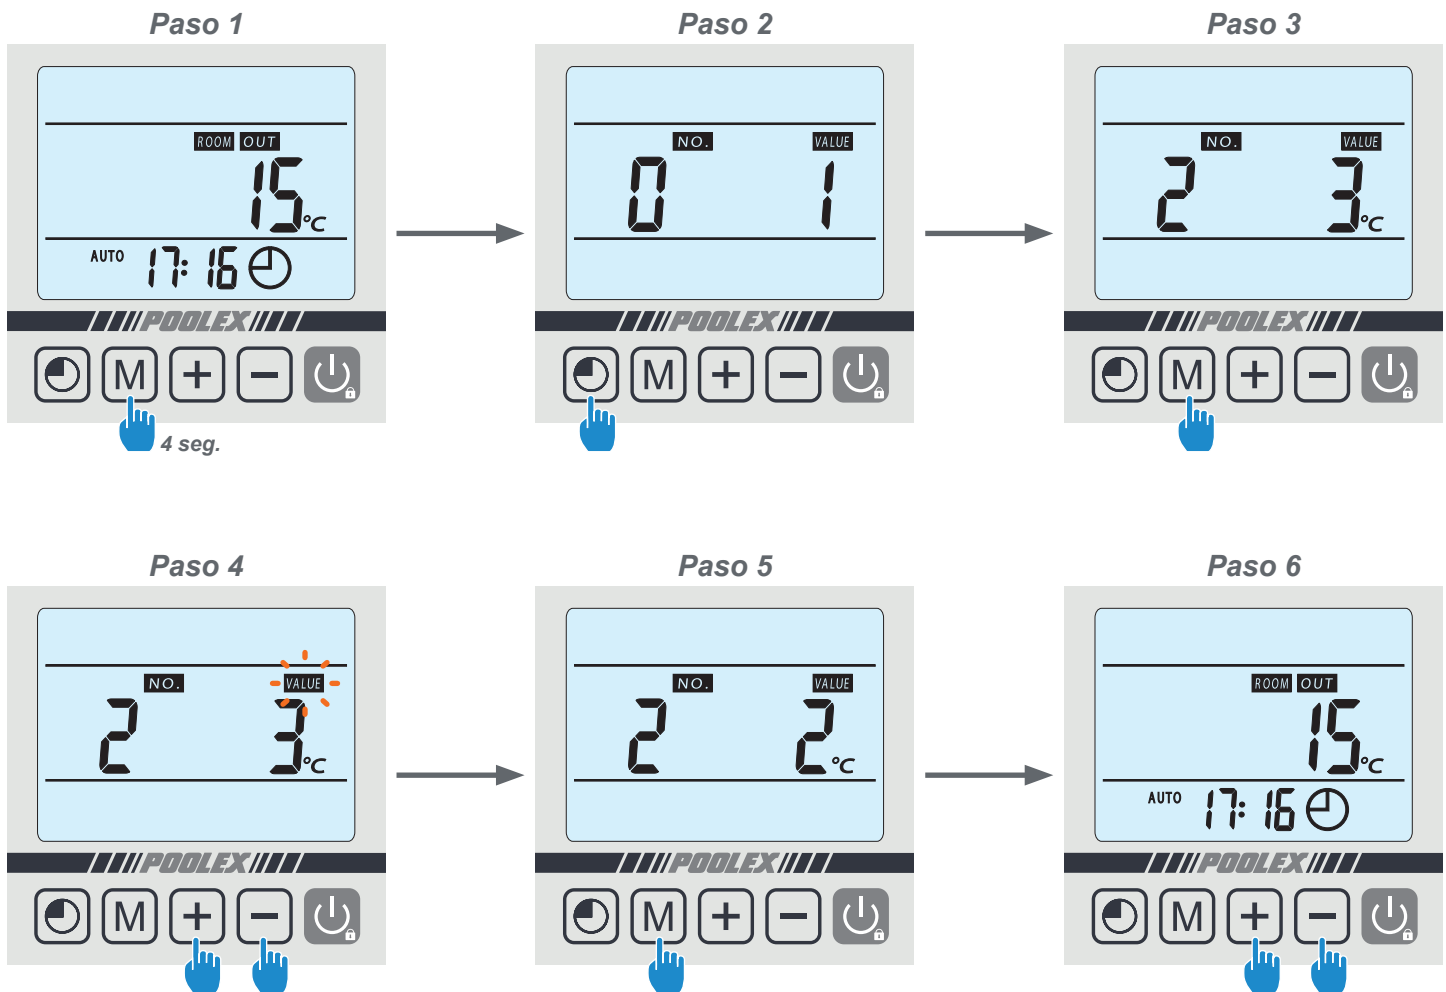 Paso 1
Paso 2
Paso 3
ROOM OUT
15 °C
AUTO 17:16
POOLEX
M + −
4 seg.
NO. VALUE
0 1
POOLEX
M + −
NO. VALUE
2 3 °C
POOLEX
M + −
Paso 4
Paso 5
Paso 6
NO. VALUE
2 3 °C
POOLEX
M + −
NO. VALUE
2 2 °C
POOLEX
M + −
ROOM OUT
15 °C
AUTO 17:16
POOLEX
M + −